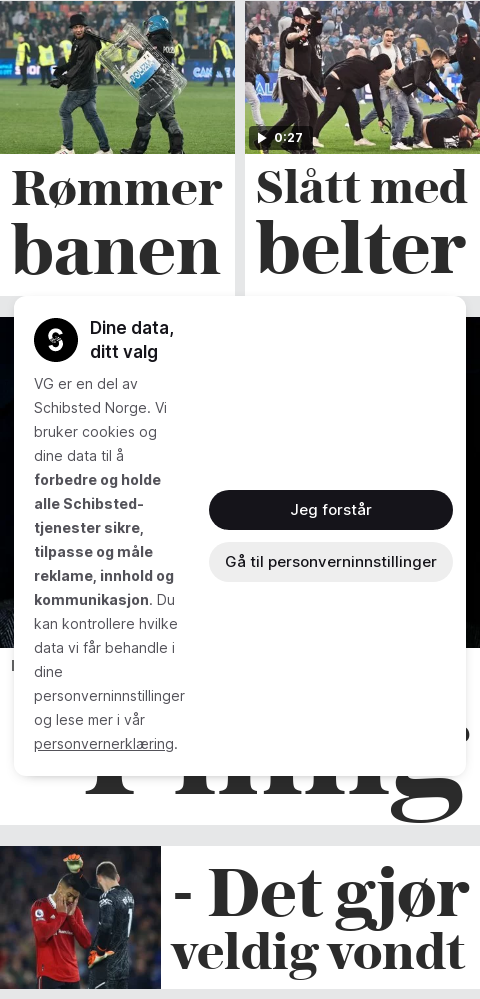 POLIZIA
0:27
Rømmer
banen
Slått med
belter
Dine data,
ditt valg
VG er en del av
Schibsted Norge. Vi
bruker cookies og
dine data til å
forbedre og holde
alle Schibsted-
tjenester sikre,
tilpasse og måle
reklame, innhold og
kommunikasjon. Du
kan kontrollere hvilke
data vi får behandle i
dine
personverninnstillinger
og lese mer i vår
personvernerklæring.
Jeg forstår
Gå til personverninnstillinger
- Det gjør
veldig vondt